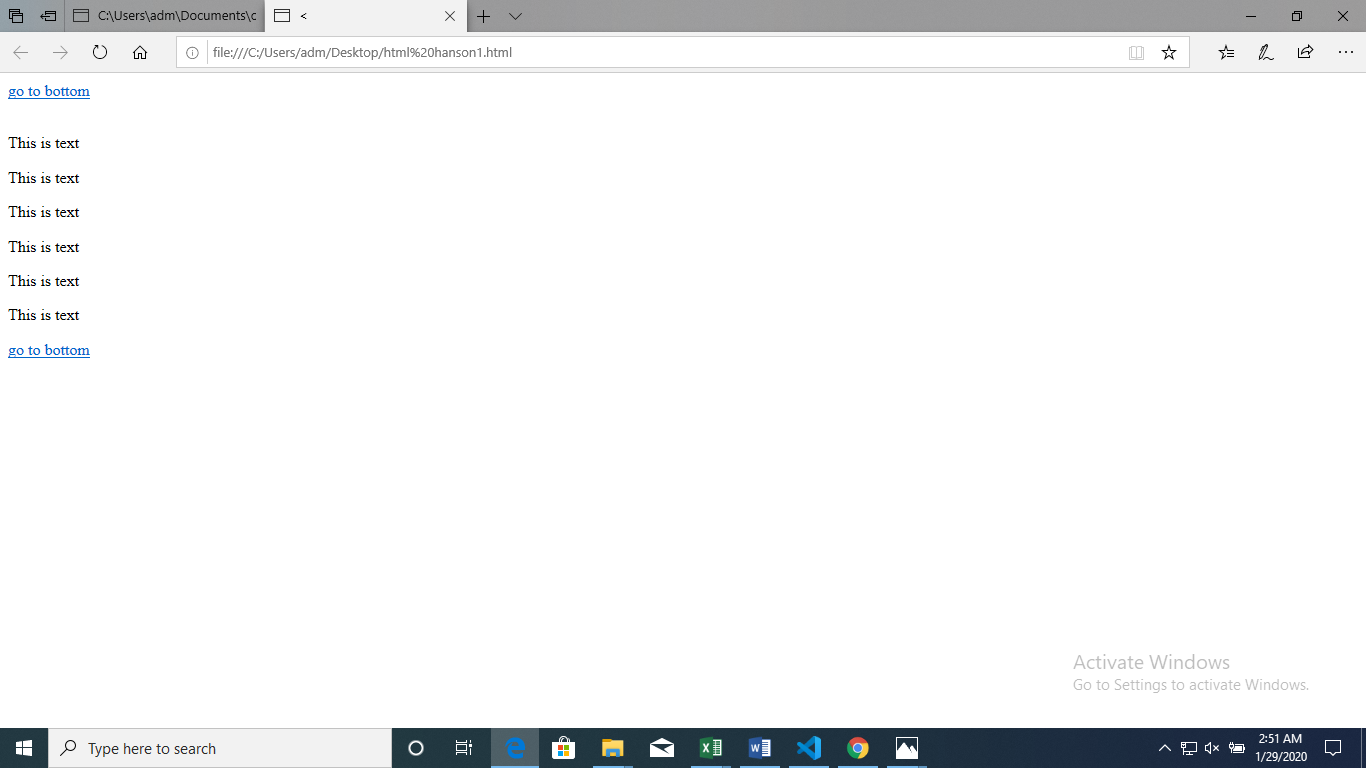 C:\Users\adm\Documents\c
<
file:///C:/Users/adm/Desktop/html%20hanson1.html
go to bottom
This is text
This is text
This is text
This is text
This is text
This is text
go to bottom
Activate Windows
Go to Settings to activate Windows.
Type here to search
2:51 AM
1/29/2020